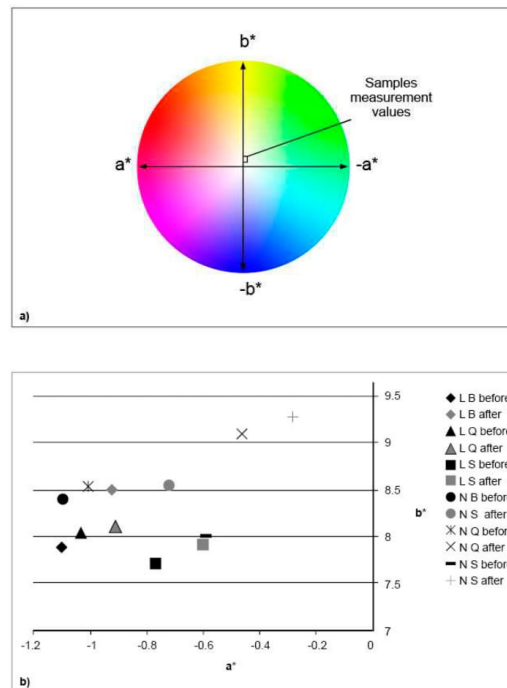 b*
Samples
measurement
values
a*
-a*
-b*
a)
9.5
9
8.5
b*
8
7.5
7
-1.2
-1
-0.8
-0.6
-0.4
-0.2
0
a*
L B before
L B after
L Q before
L Q after
L S before
L S after
N B before
N S after
N Q before
N Q after
N S before
N S after
b)